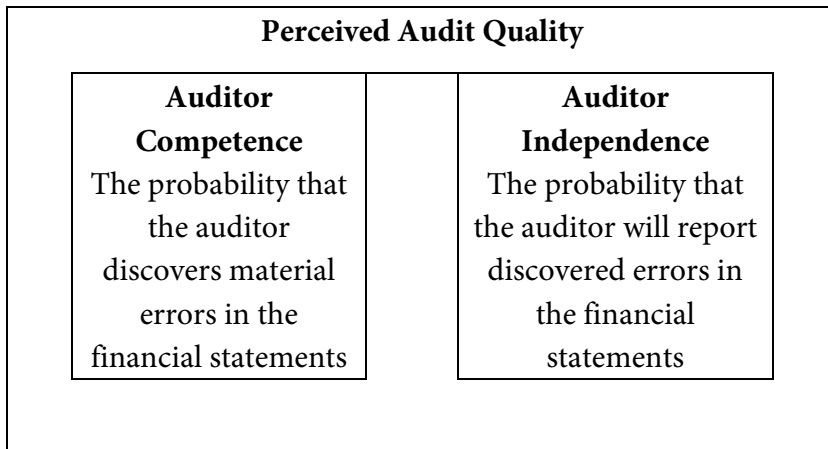 Perceived Audit Quality
Auditor
Competence
The probability that
the auditor
discovers material
errors in the
financial statements
Auditor
Independence
The probability that
the auditor will report
discovered errors in
the financial
statements